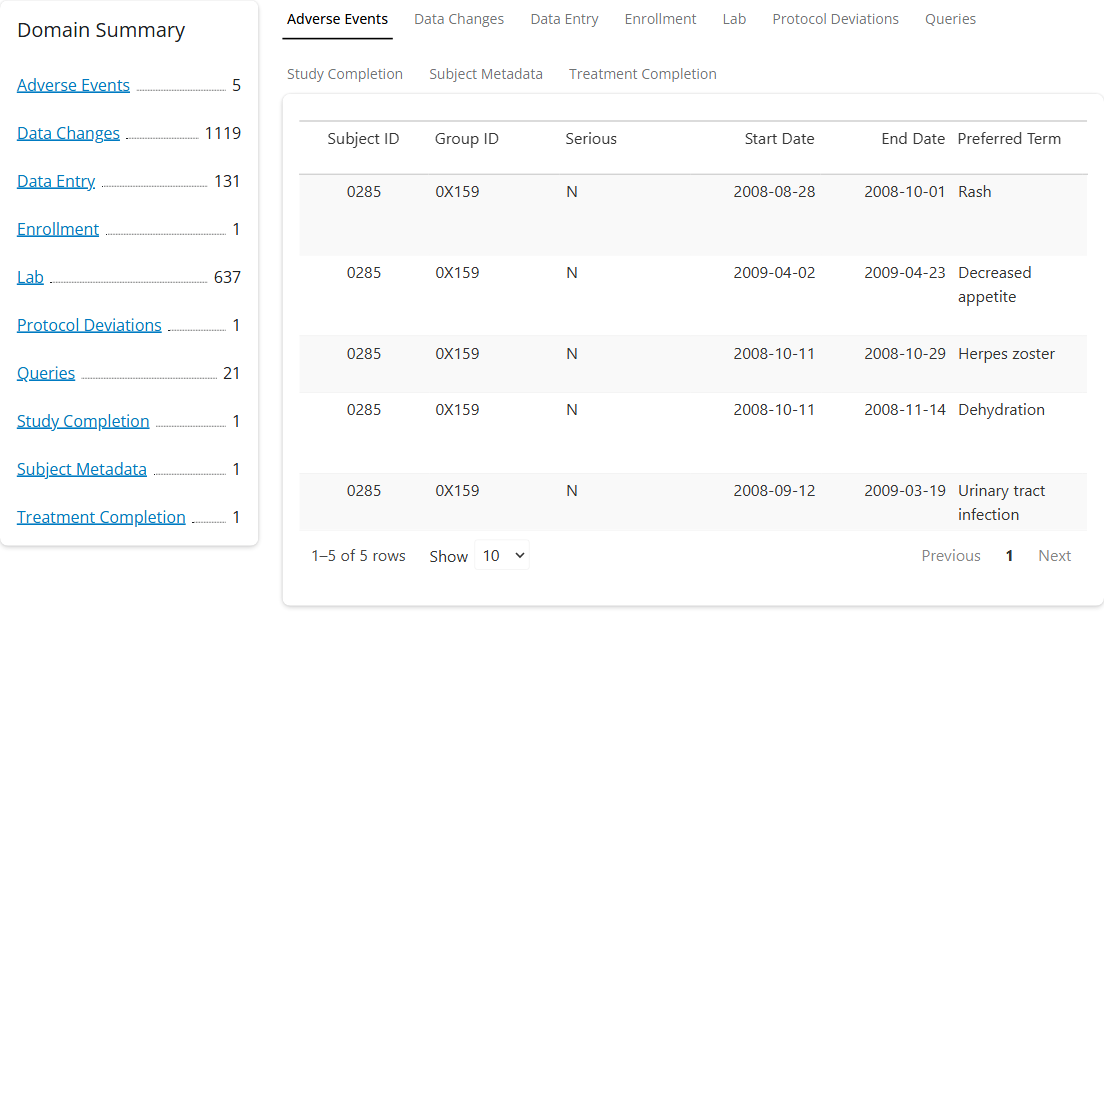 Domain Summary
Adverse Events 5
Data Changes 1119
Data Entry 131
Enrollment 1
Lab 637
Protocol Deviations 1
Queries 21
Study Completion 1
Subject Metadata 1
Treatment Completion 1
Adverse Events Data Changes Data Entry Enrollment Lab Protocol Deviations Queries
Study Completion Subject Metadata Treatment Completion
Subject ID Group ID Serious Start Date End Date Preferred Term
0285 0X159 N 2008-08-28 2008-10-01 Rash
0285 0X159 N 2009-04-02 2009-04-23 Decreased
appetite
0285 0X159 N 2008-10-11 2008-10-29 Herpes zoster
0285 0X159 N 2008-10-11 2008-11-14 Dehydration
0285 0X159 N 2008-09-12 2009-03-19 Urinary tract
infection
1–5 of 5 rows Show 10 Previous 1 Next